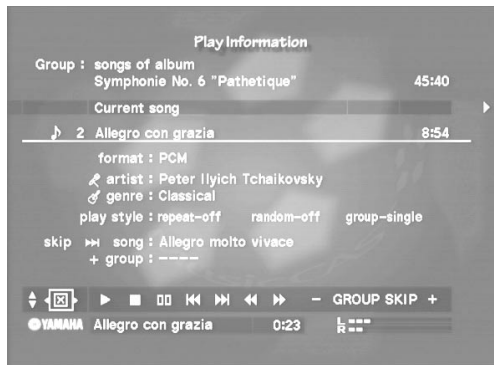 Play Information
Group : songs of album
Symphonie No. 6 "Pathetique" 45:40
Current song
2 Allegro con grazia 8:54
format : PCM
artist : Peter Ilyich Tchaikovsky
genre : Classical
play style : repeat-off random-off group-single
skip song : Allegro molto vivace
+ group : ----
- GROUP SKIP +
YAMAHA Allegro con grazia 0:23 L
R